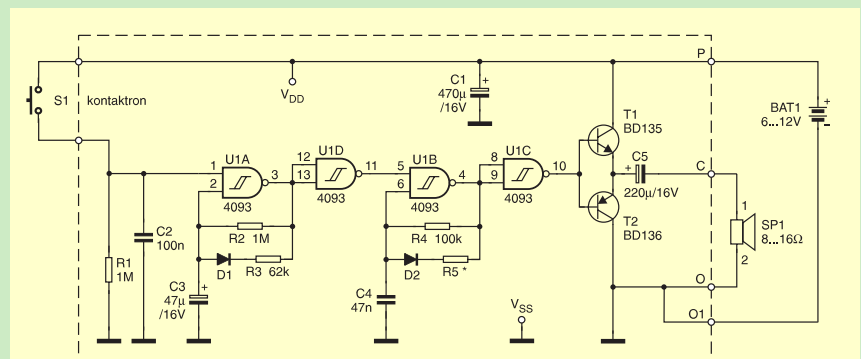 P
S1 kontaktron
VDD
C1
470µ
/16V
T1
BD135
BAT1
6...12V
+
-
U1A
1
2
3
4093
U1D
12
13
11
4093
U1B
5
6
4
4093
U1C
8
9
10
4093
+
C5
220µ/16V
C
C2
100n
R2 1M
D1 R3 62k
R4 100k
D2 R5 *
T2
BD136
1
SP1
8...16Ω
2
R1
1M
C3
47µ
/16V
+
C4
47n
VSS
O
O1